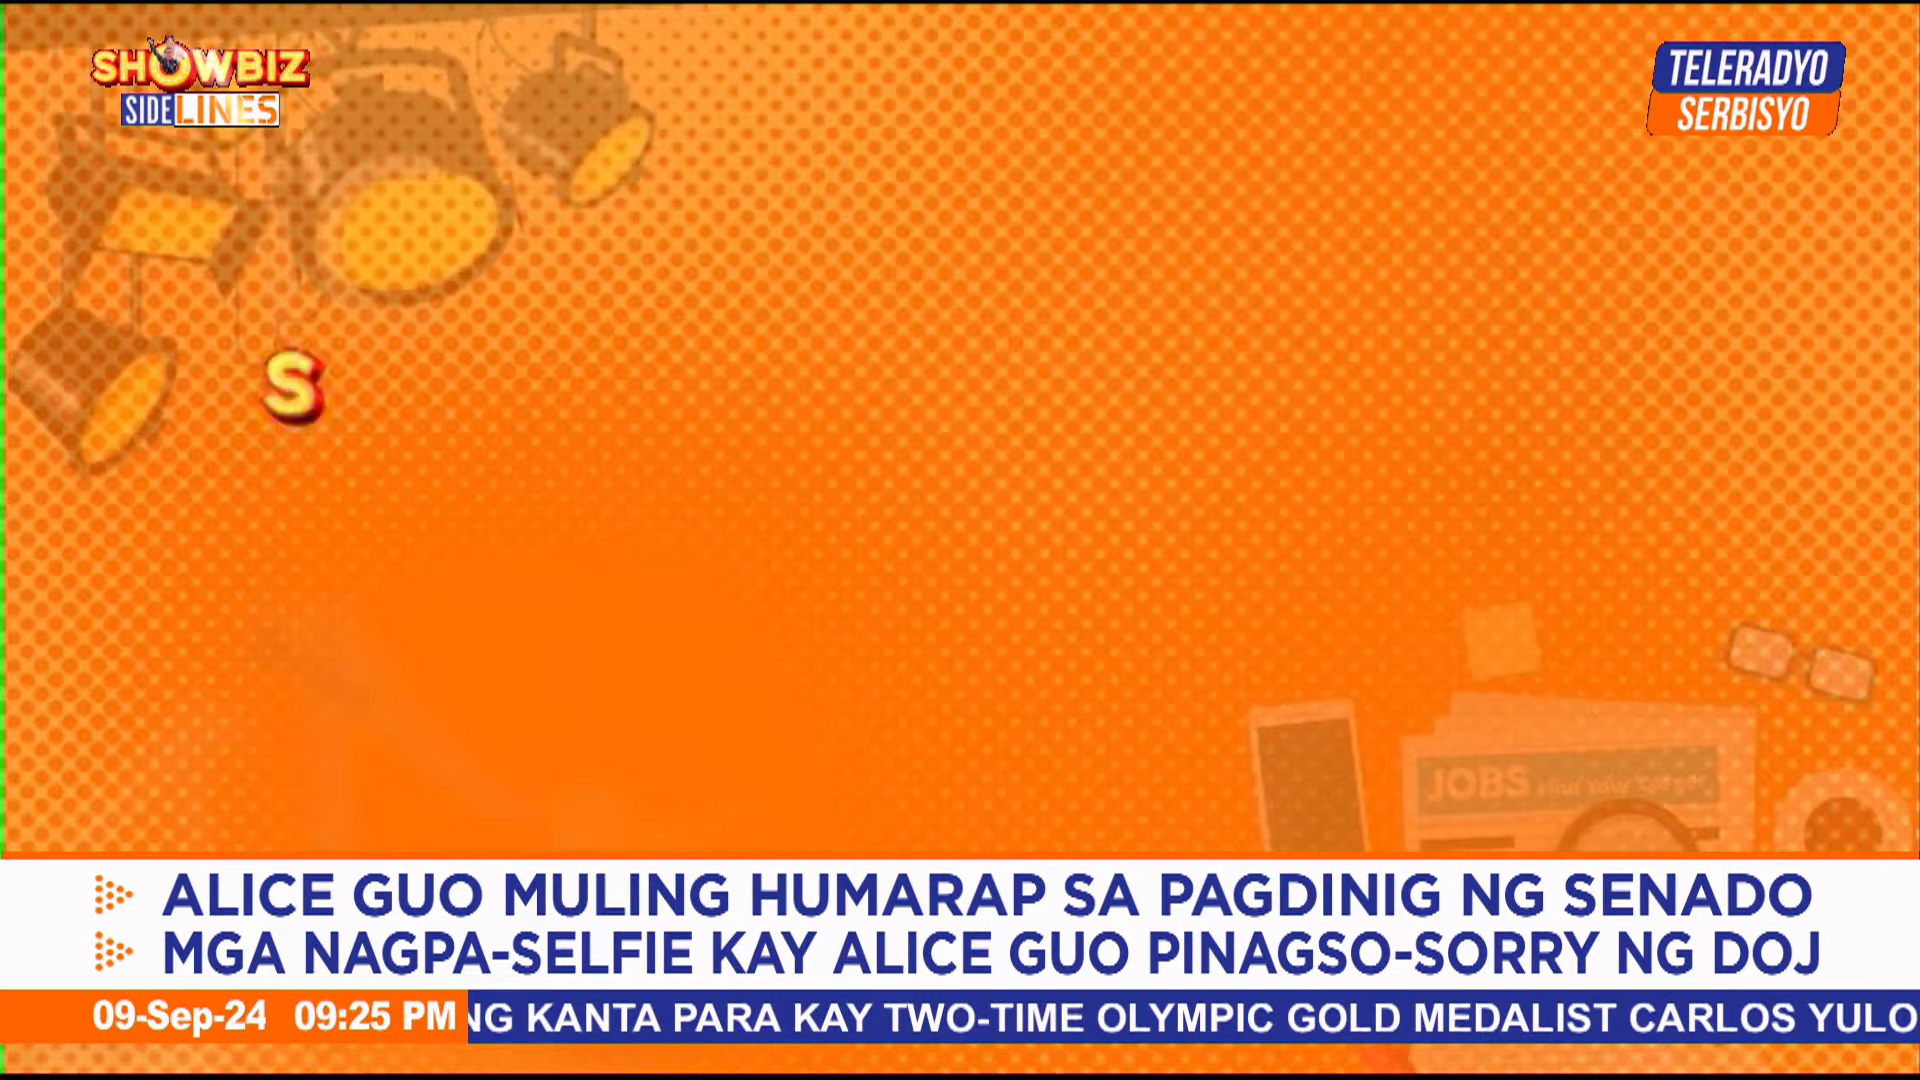 SHOWBIZ
SIDELINES
TELERADYO
SERBISYO
S
JOBS
ALICE GUO MULING HUMARAP SA PAGDINIG NG SENADO
MGA NAGPA-SELFIE KAY ALICE GUO PINAGSO-SORRY NG DOJ
09-Sep-24 09:25 PM NG KANTA PARA KAY TWO-TIME OLYMPIC GOLD MEDALIST CARLOS YULO